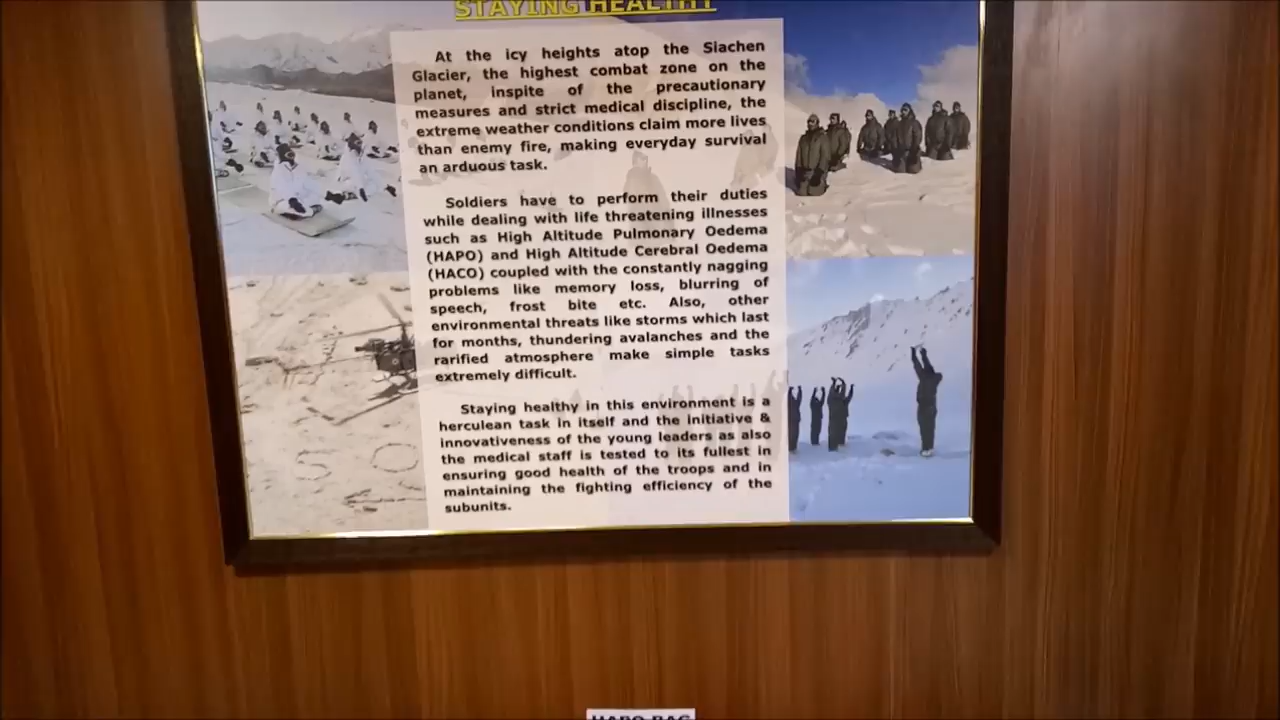 STAYING HEALTHY
At the icy heights atop the Siachen
Glacier, the highest combat zone on the
planet, inspite of the precautionary
measures and strict medical discipline, the
extreme weather conditions claim more lives
than enemy fire, making everyday survival
an arduous task.
Soldiers have to perform their duties
while dealing with life threatening illnesses
such as High Altitude Pulmonary Oedema
(HAPO) and High Altitude Cerebral Oedema
(HACO) coupled with the constantly nagging
problems like memory loss, blurring of
speech, frost bite etc. Also, other
environmental threats like storms which last
for months, thundering avalanches and the
rarified atmosphere make simple tasks
extremely difficult.
Staying healthy in this environment is a
herculean task in itself and the initiative &
innovativeness of the young leaders as also
the medical staff is tested to its fullest in
ensuring good health of the troops and in
maintaining the fighting efficiency of the
subunits.
HAPO BAG